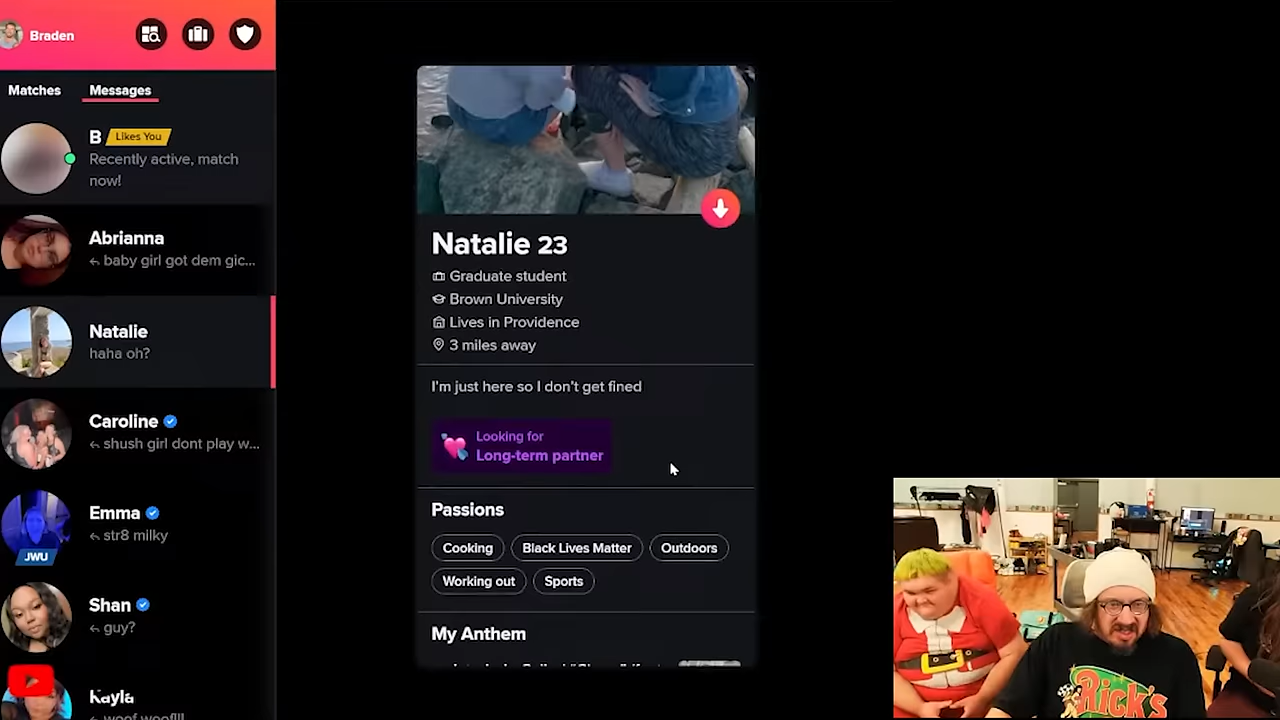 Braden
Matches Messages
B Likes You
Recently active, match
now!
Abrianna
baby girl got dem gic...
Natalie
haha oh?
Caroline
shush girl dont play w...
Emma
str8 milky
JWU
Shan
guy?
Kayla
woof woof!!!
Natalie 23
Graduate student
Brown University
Lives in Providence
3 miles away
I'm just here so I don't get fined
Looking for
Long-term partner
Passions
Cooking Black Lives Matter Outdoors
Working out Sports
My Anthem
Rick's